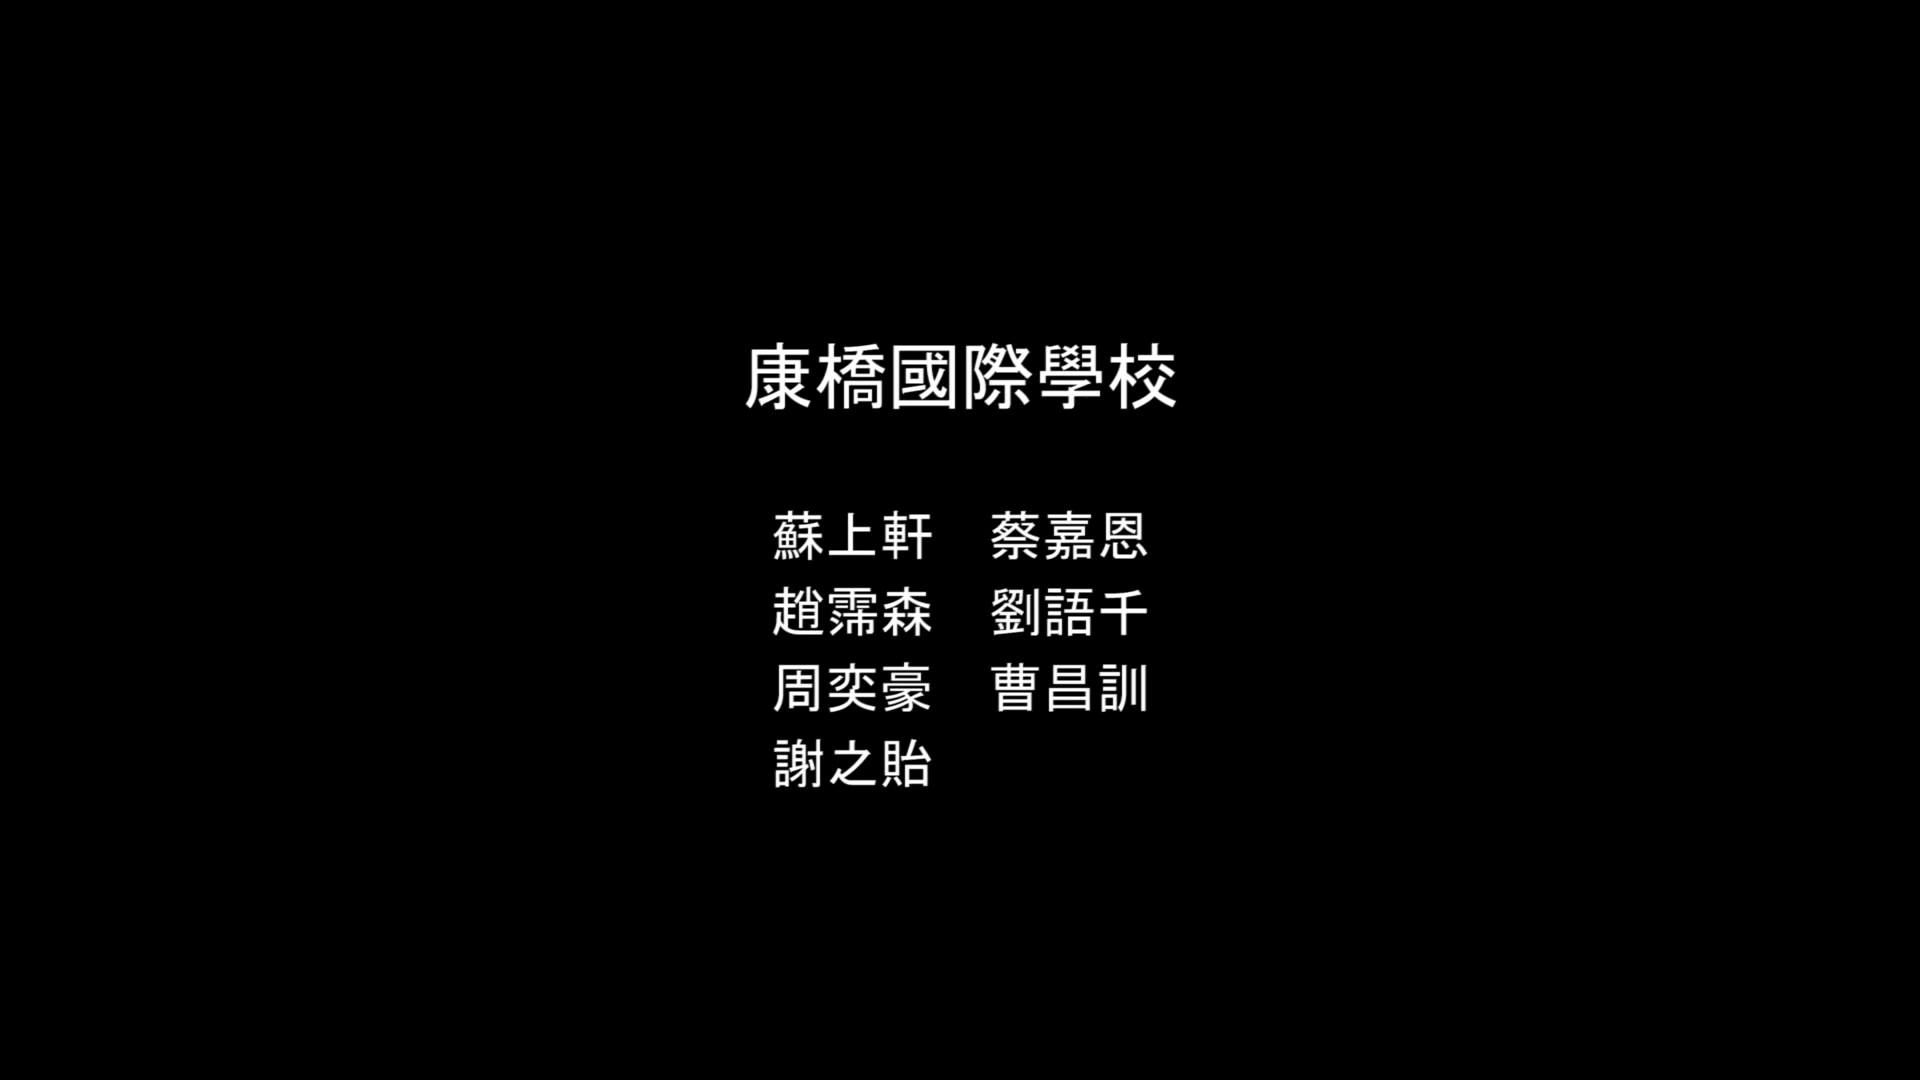 康橋國際學校
蘇上軒　蔡嘉恩
趙霈森　劉語千
周奕豪　曹昌訓
謝之貽